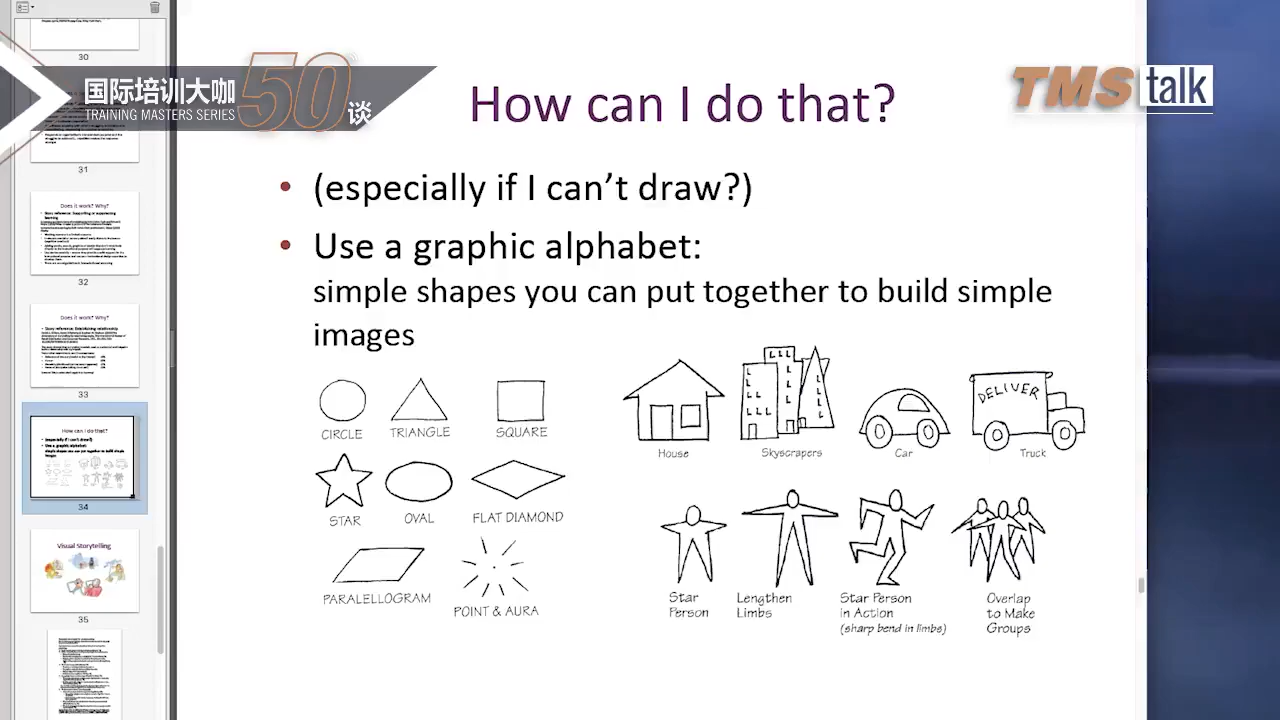 30
国际培训大咖
TRAINING MASTERS SERIES
50
谈
31
Does it work? Why?
32
Does it work? Why?
33
How can I do that?
34
Visual Storytelling
35
TMS talk
How can I do that?
• (especially if I can’t draw?)
• Use a graphic alphabet:
simple shapes you can put together to build simple
images
CIRCLE
TRIANGLE
SQUARE
STAR
OVAL
FLAT DIAMOND
PARALELLOGRAM
POINT & AURA
DELIVER
House
Skyscrapers
Car
Truck
Star
Person
Lengthen
Limbs
Star Person
in Action
(sharp bend in limbs)
Overlap
to Make
Groups